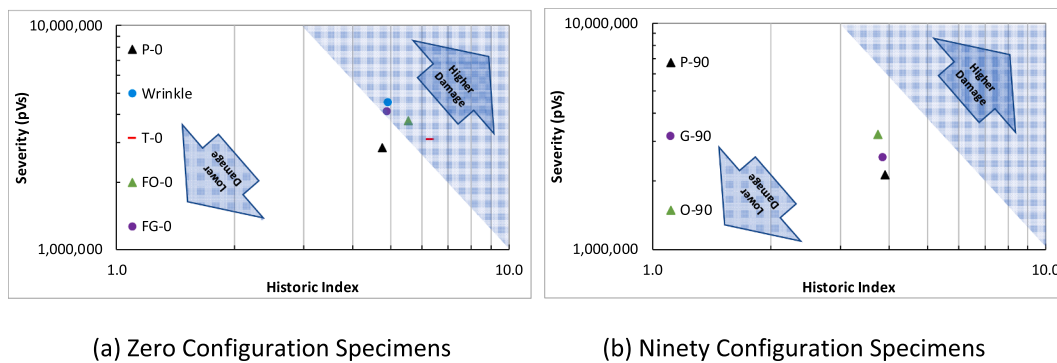 10,000,000
P-0
Wrinkle
T-0
FO-0
FG-0
Higher
Damage
Lower
Damage
Severity (pVs)
1,000,000
1.0
10.0
Historic Index
(a) Zero Configuration Specimens
10,000,000
P-90
G-90
O-90
Higher
Damage
Lower
Damage
Severity (pVs)
1,000,000
1.0
10.0
Historic Index
(b) Ninety Configuration Specimens